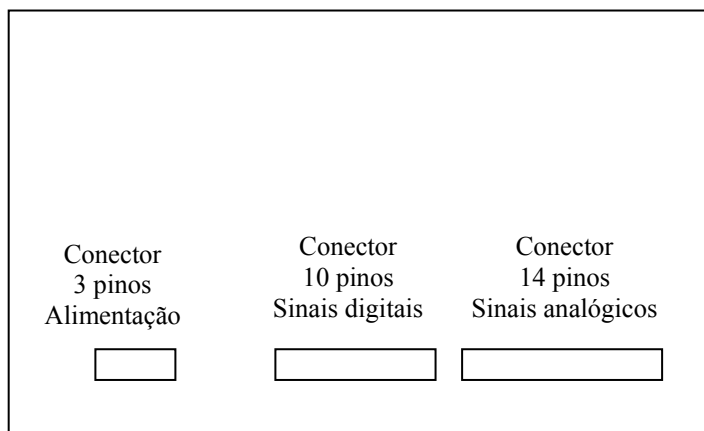 Conector
3 pinos
Alimentação
Conector
10 pinos
Sinais digitais
Conector
14 pinos
Sinais analógicos